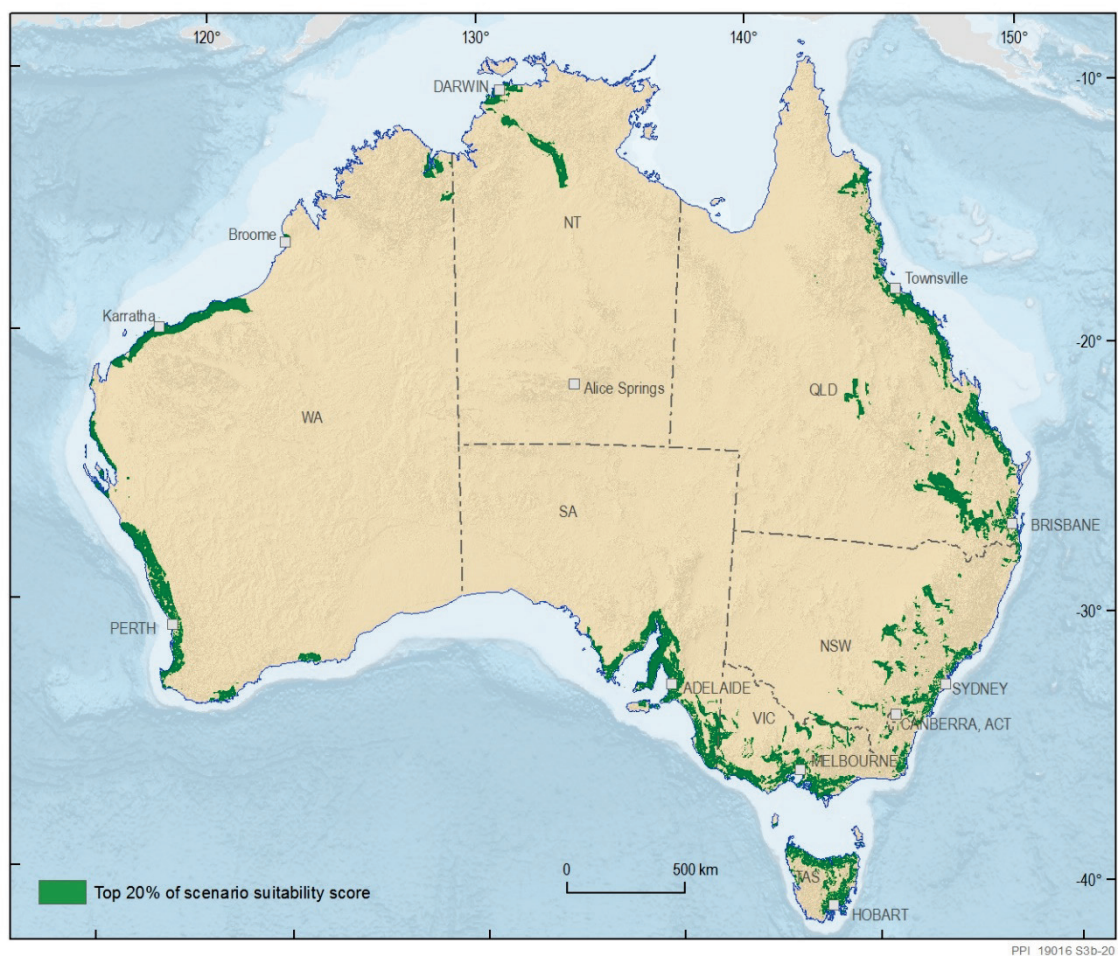 120°
130°
140°
150°
DARWIN
-10°
NT
Broome
Townsville
Karratha
-20°
Alice Springs
QLD
WA
SA
BRISBANE
-30°
PERTH
NSW
ADELAIDE
SYDNEY
VIC
CANBERRA, ACT
MELBOURNE
0
500 km
TAS
-40°
Top 20% of scenario suitability score
HOBART
PPI 19016 S3b-20